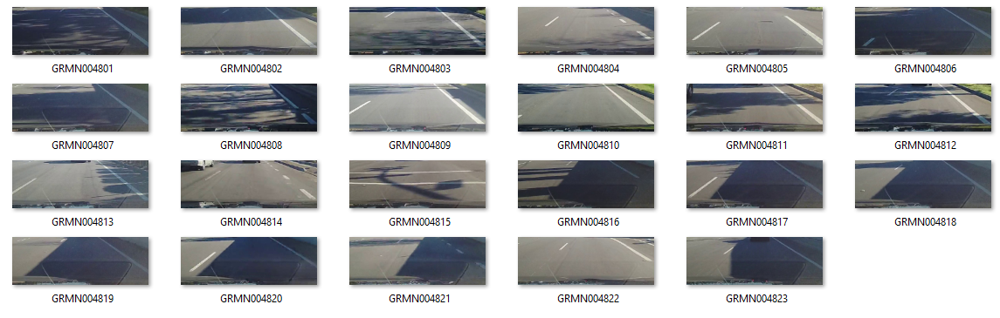 GRMN004801 GRMN004802 GRMN004803 GRMN004804 GRMN004805 GRMN004806
GRMN004807 GRMN004808 GRMN004809 GRMN004810 GRMN004811 GRMN004812
GRMN004813 GRMN004814 GRMN004815 GRMN004816 GRMN004817 GRMN004818
GRMN004819 GRMN004820 GRMN004821 GRMN004822 GRMN004823